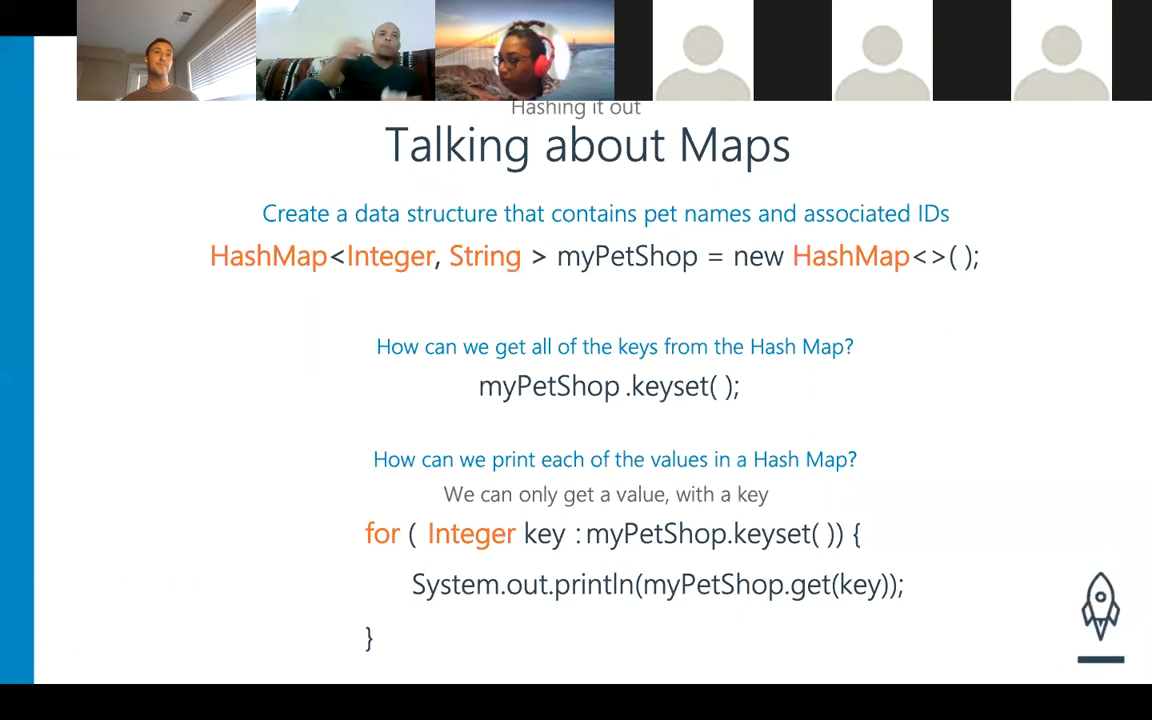 Hashing it out
Talking about Maps
Create a data structure that contains pet names and associated IDs
HashMap<Integer, String > myPetShop = new HashMap<>( );
How can we get all of the keys from the Hash Map?
myPetShop .keyset( );
How can we print each of the values in a Hash Map?
We can only get a value, with a key
for ( Integer key : myPetShop.keyset( )) {
System.out.println(myPetShop.get(key));
}